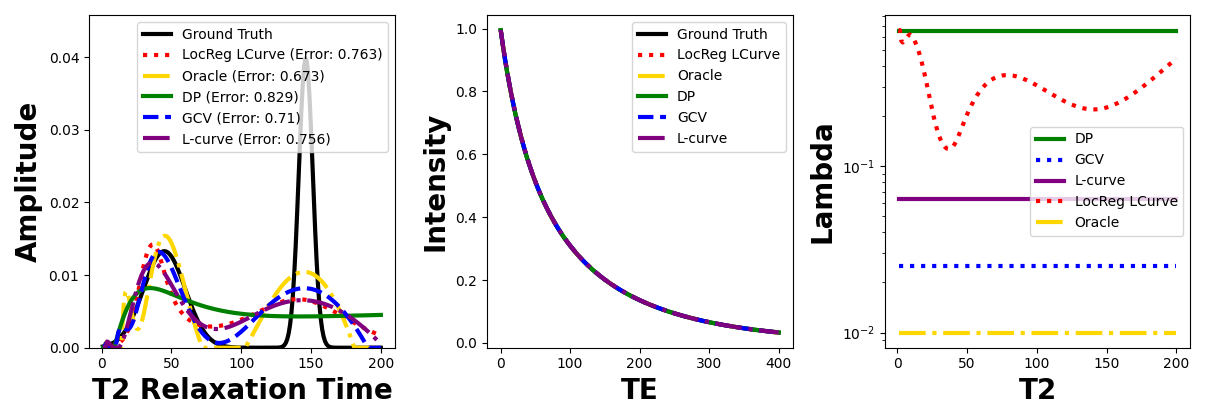 Amplitude
0.04
0.03
0.02
0.01
0.00
0
50
100
150
200
T2 Relaxation Time
Ground Truth
LocReg LCurve (Error: 0.763)
Oracle (Error: 0.673)
DP (Error: 0.829)
GCV (Error: 0.71)
L-curve (Error: 0.756)
Intensity
1.0
0.8
0.6
0.4
0.2
0.0
0
100
200
300
400
TE
Ground Truth
LocReg LCurve
Oracle
DP
GCV
L-curve
Lambda
10⁻¹
10⁻²
0
50
100
150
200
T2
DP
GCV
L-curve
LocReg LCurve
Oracle